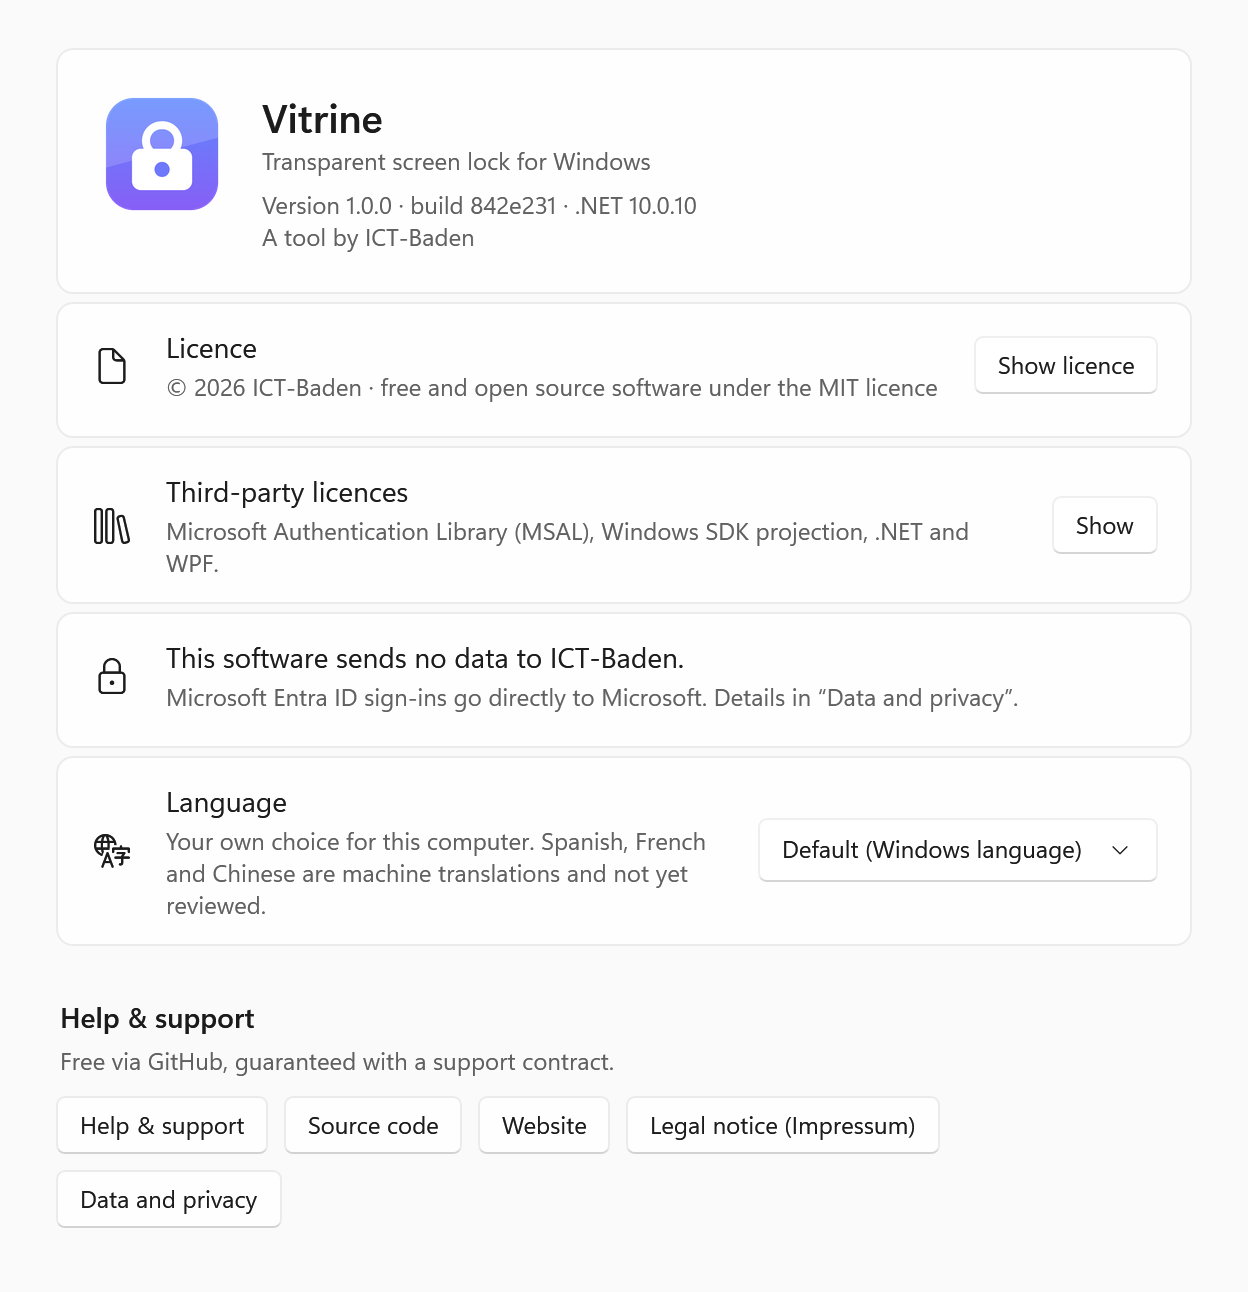 Vitrine
Transparent screen lock for Windows
Version 1.0.0 · build 842e231 · .NET 10.0.10
A tool by ICT-Baden
Licence
© 2026 ICT-Baden · free and open source software under the MIT licence
Show licence
Third-party licences
Microsoft Authentication Library (MSAL), Windows SDK projection, .NET and
WPF.
Show
This software sends no data to ICT-Baden.
Microsoft Entra ID sign-ins go directly to Microsoft. Details in “Data and privacy”.
Language
Your own choice for this computer. Spanish, French
and Chinese are machine translations and not yet
reviewed.
Default (Windows language)
Help & support
Free via GitHub, guaranteed with a support contract.
Help & support
Source code
Website
Legal notice (Impressum)
Data and privacy